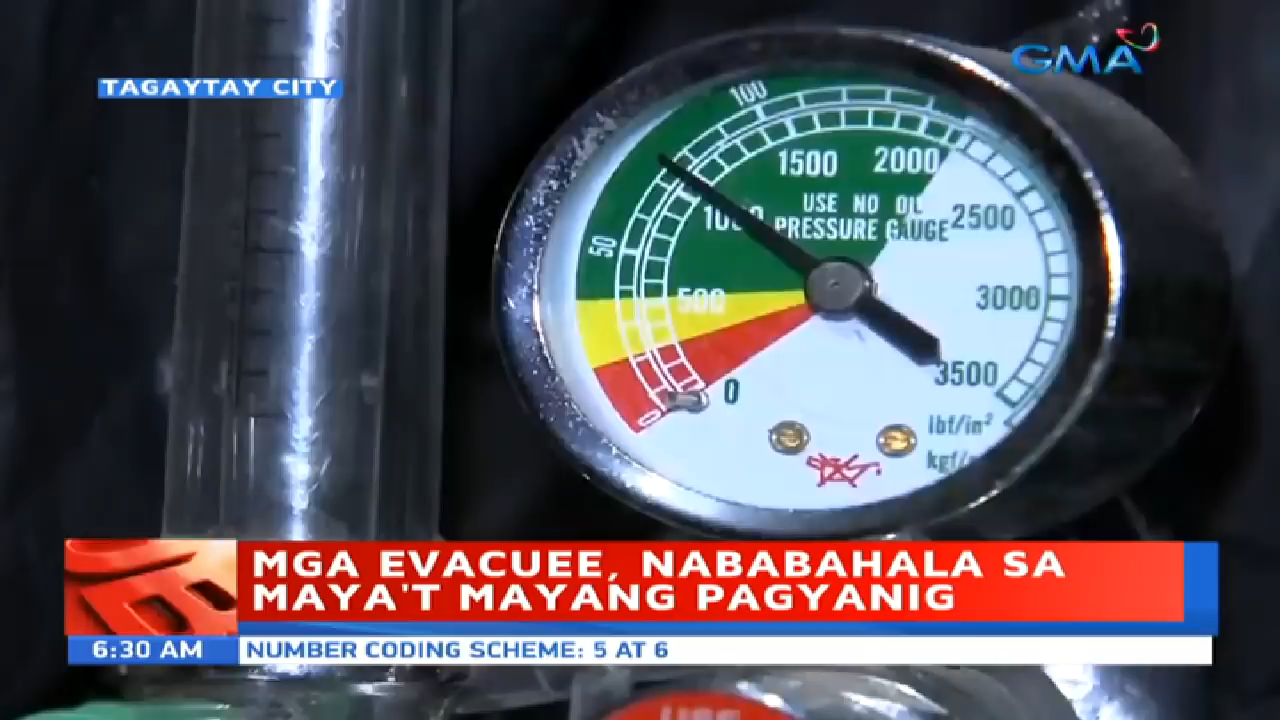 TAGAYTAY CITY
GMA
100
50
0
1500
2000
500
2500
3000
3500
0
USE NO OIL
PRESSURE GAUGE
lbf/in²
MGA EVACUEE, NABABAHALA SA
MAYA'T MAYANG PAGYANIG
6:30 AM
NUMBER CODING SCHEME: 5 AT 6